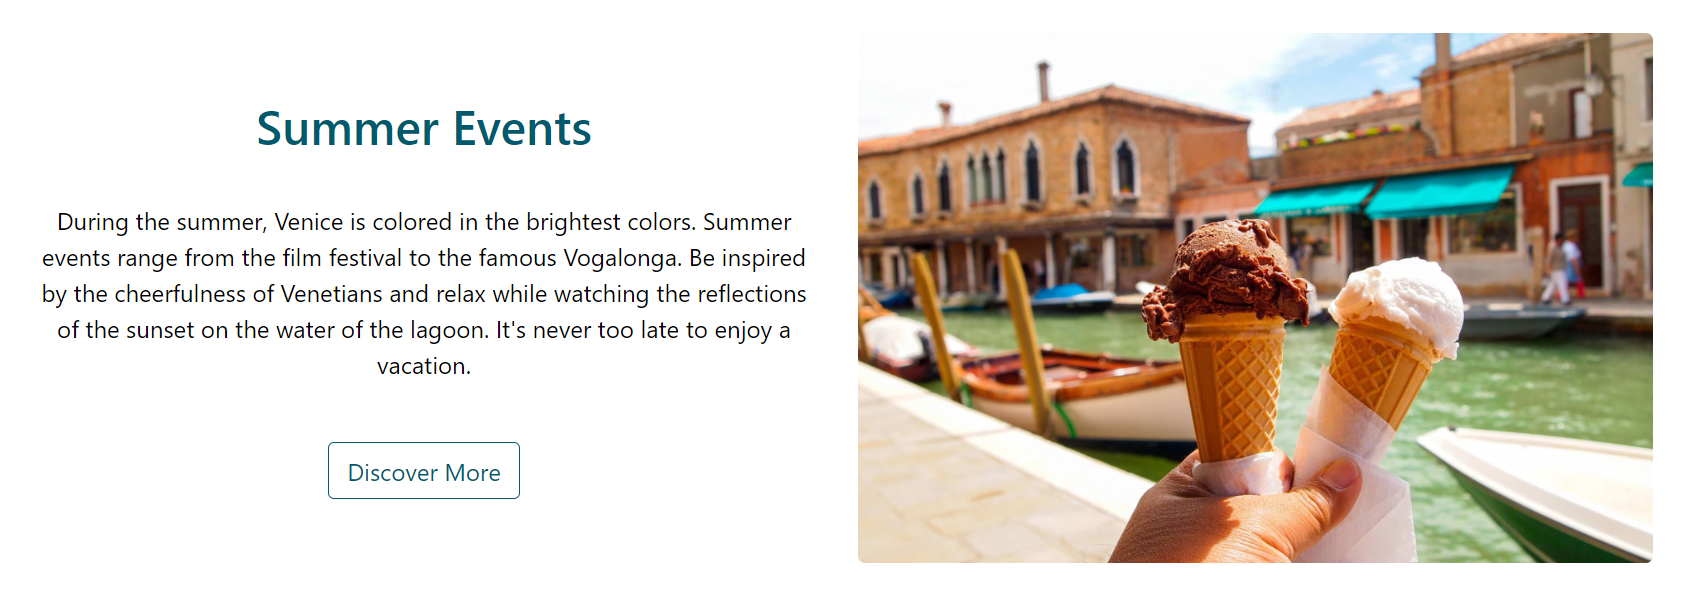 Summer Events
During the summer, Venice is colored in the brightest colors. Summer
events range from the film festival to the famous Vogalonga. Be inspired
by the cheerfulness of Venetians and relax while watching the reflections
of the sunset on the water of the lagoon. It's never too late to enjoy a
vacation.
Discover More